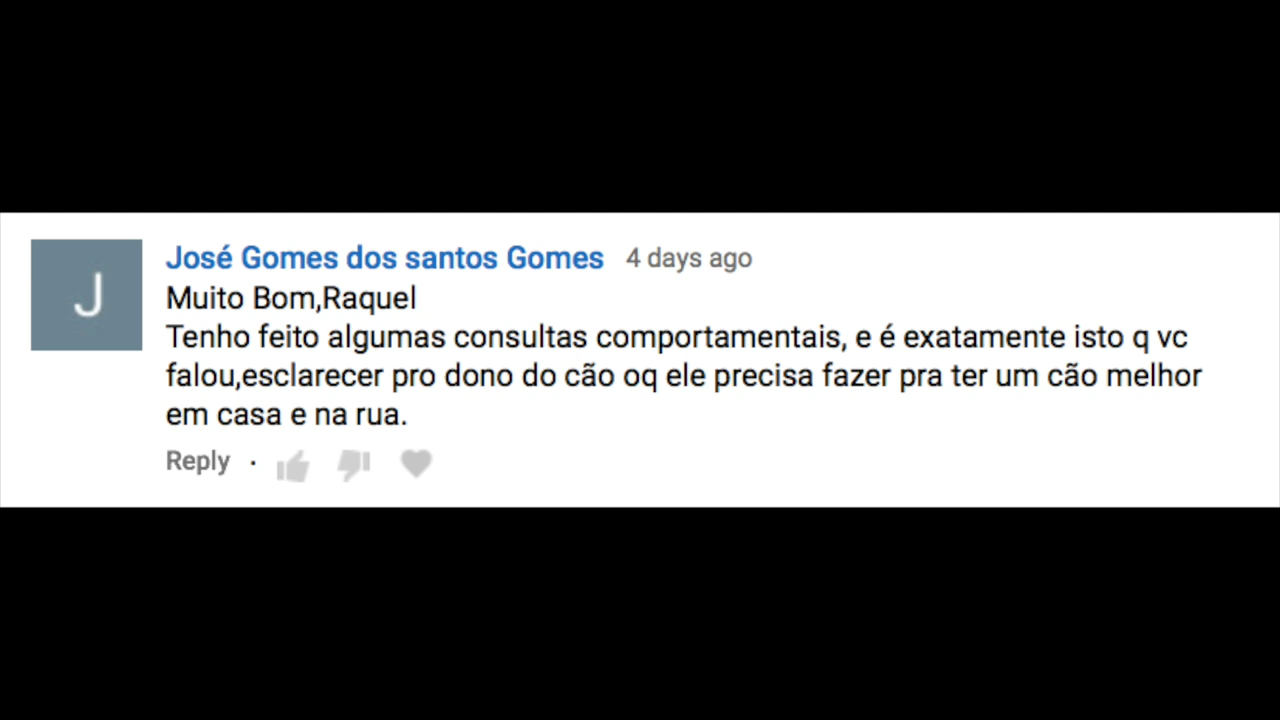 J
José Gomes dos santos Gomes 4 days ago
Muito Bom,Raquel
Tenho feito algumas consultas comportamentais, e é exatamente isto q vc
falou,esclarecer pro dono do cão oq ele precisa fazer pra ter um cão melhor
em casa e na rua.
Reply ·